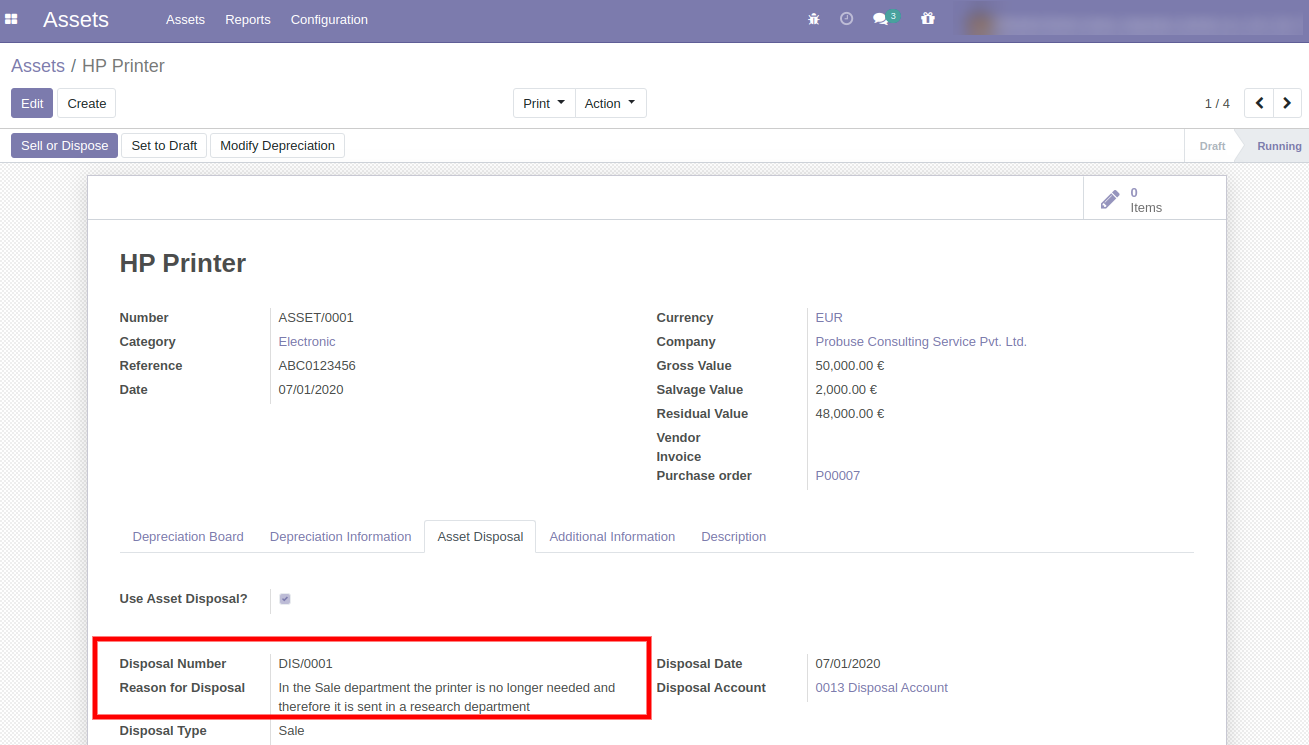 Assets Assets Reports Configuration 3
Assets / HP Printer
Edit Create Print Action 1 / 4
Sell or Dispose Set to Draft Modify Depreciation Draft Running
0
Items
HP Printer
Number ASSET/0001 Currency EUR
Category Electronic Company Probuse Consulting Service Pvt. Ltd.
Reference ABC0123456 Gross Value 50,000.00 €
Date 07/01/2020 Salvage Value 2,000.00 €
Residual Value 48,000.00 €
Vendor
Invoice
Purchase order P00007
Depreciation Board Depreciation Information Asset Disposal Additional Information Description
Use Asset Disposal?
Disposal Number DIS/0001 Disposal Date 07/01/2020
Reason for Disposal In the Sale department the printer is no longer needed and Disposal Account 0013 Disposal Account
therefore it is sent in a research department
Disposal Type Sale